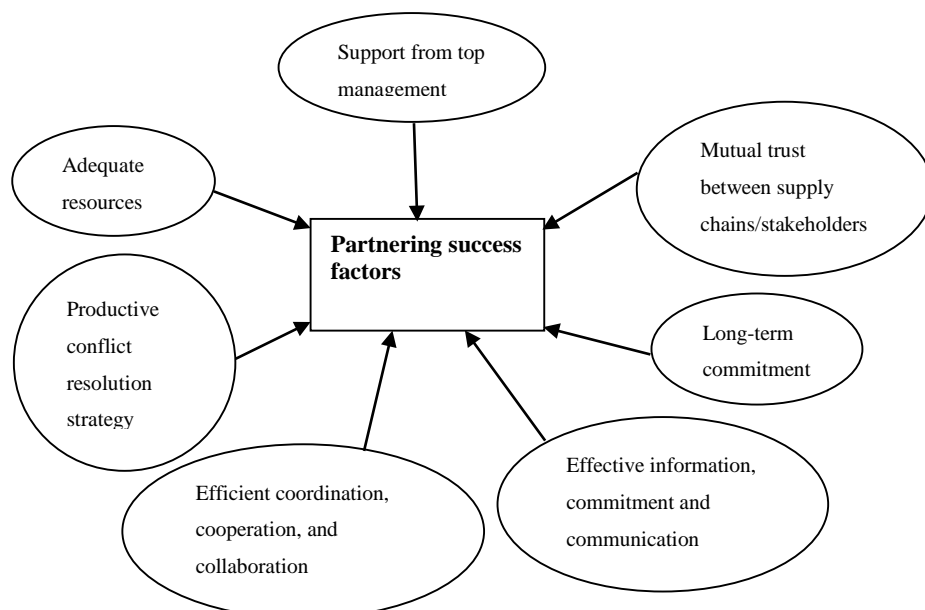 Support from top
management
Adequate
resources
Mutual trust
between supply
chains/stakeholders
Partnering success
factors
Productive
conflict
resolution
strategy
Long-term
commitment
Efficient coordination,
cooperation, and
collaboration
Effective information,
commitment and
communication